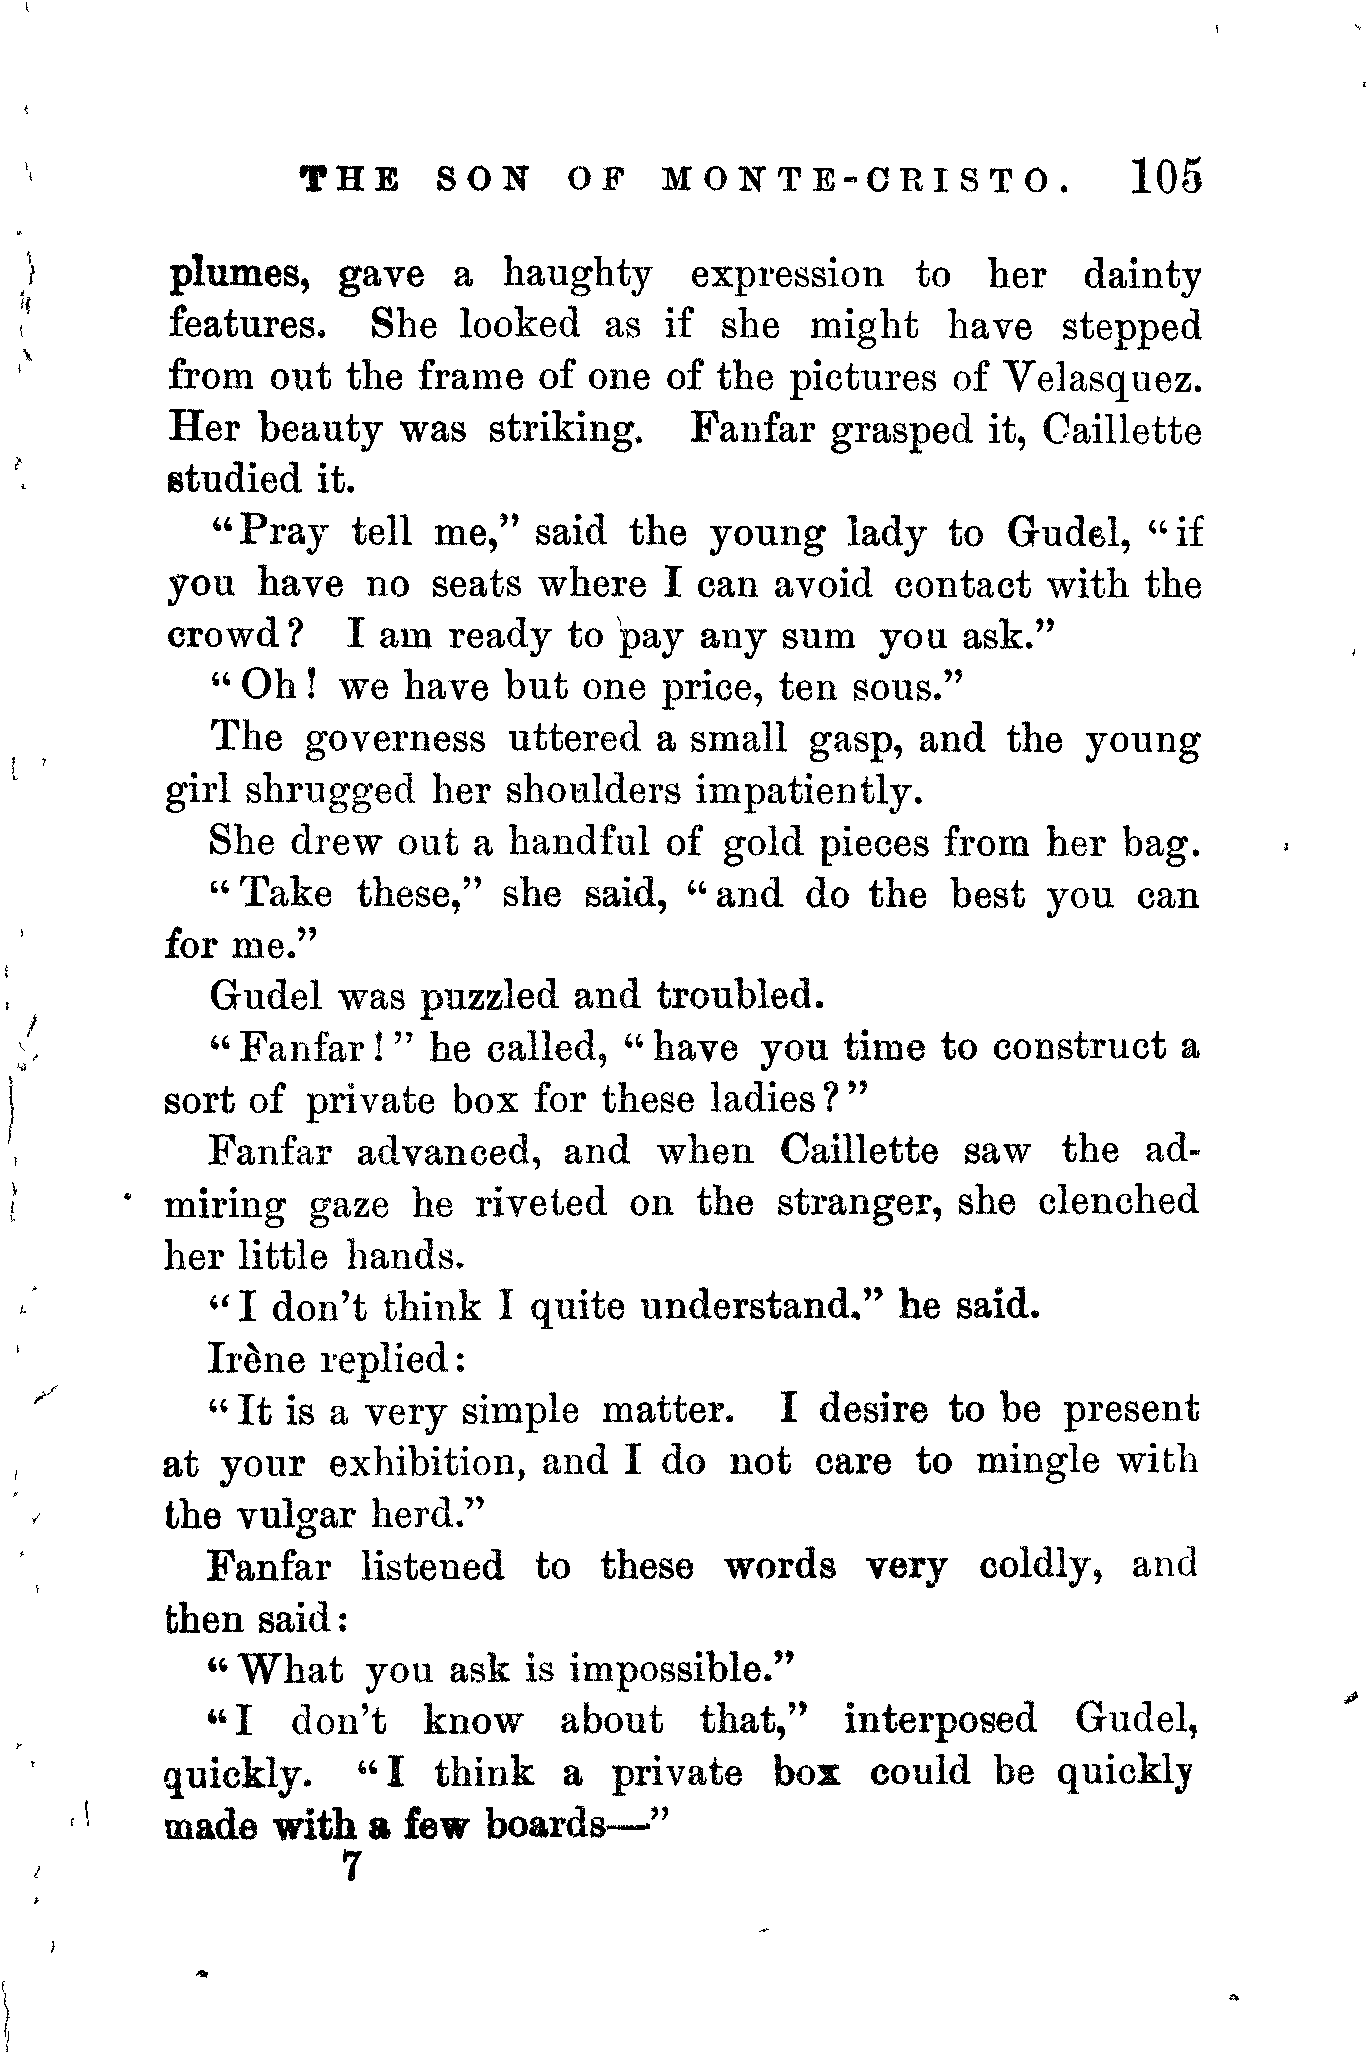 THE SON OF MONTE-CRISTO. 105
plumes, gave a haughty expression to her dainty
features. She looked as if she might have stepped
from out the frame of one of the pictures of Velasquez.
Her beauty was striking. Fanfar grasped it, Caillette
studied it.
“Pray tell me,” said the young lady to Gudel, “if
you have no seats where I can avoid contact with the
crowd? I am ready to pay any sum you ask.”
“Oh! we have but one price, ten sous.”
The governess uttered a small gasp, and the young
girl shrugged her shoulders impatiently.
She drew out a handful of gold pieces from her bag.
“Take these,” she said, “and do the best you can
for me.”
Gudel was puzzled and troubled.
“Fanfar!” he called, “have you time to construct a
sort of private box for these ladies?”
Fanfar advanced, and when Caillette saw the ad-
miring gaze he riveted on the stranger, she clenched
her little hands.
“I don’t think I quite understand.” he said.
Irène replied:
“It is a very simple matter. I desire to be present
at your exhibition, and I do not care to mingle with
the vulgar herd.”
Fanfar listened to these words very coldly, and
then said:
“What you ask is impossible.”
“I don’t know about that,” interposed Gudel,
quickly. “I think a private box could be quickly
made with a few boards—”
7